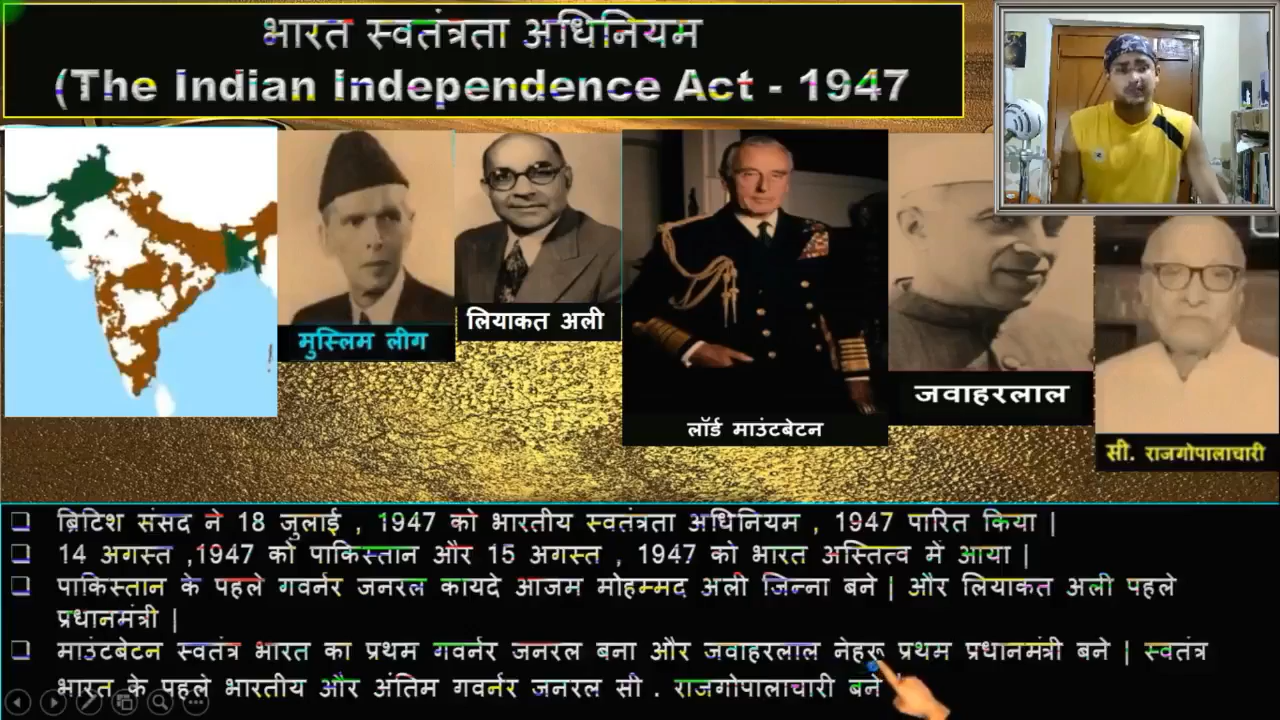 भारत स्वतंत्रता अधिनियम
(The Indian Independence Act - 1947
मुस्लिम लीग
लियाकत अली
लॉर्ड माउंटबेटन
जवाहरलाल
सी. राजगोपालाचारी
❑ ब्रिटिश संसद ने 18 जुलाई , 1947 को भारतीय स्वतंत्रता अधिनियम , 1947 पारित किया |
❑ 14 अगस्त ,1947 को पाकिस्तान और 15 अगस्त , 1947 को भारत अस्तित्व में आया |
❑ पाकिस्तान के पहले गवर्नर जनरल कायदे आजम मोहम्मद अली जिन्ना बने | और लियाकत अली पहले
प्रधानमंत्री |
❑ माउंटबेटन स्वतंत्र भारत का प्रथम गवर्नर जनरल बना और जवाहरलाल नेहरू प्रथम प्रधानमंत्री बने | स्वतंत्र
भारत के पहले भारतीय और अंतिम गवर्नर जनरल सी . राजगोपालाचारी बने